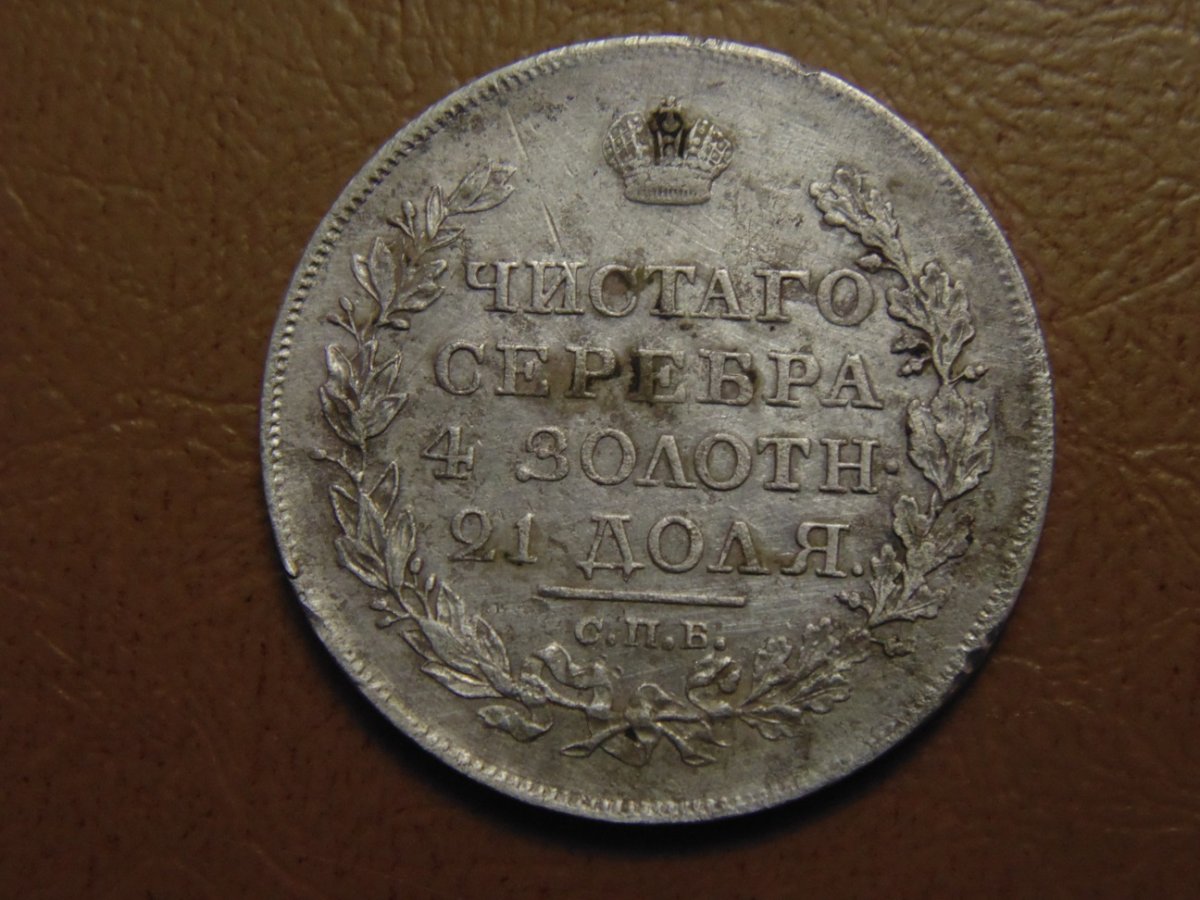 ЧИСТАГО
СЕРЕБРА
4 ЗОЛОТН·
21 ДОЛЯ.
С.П.Б.